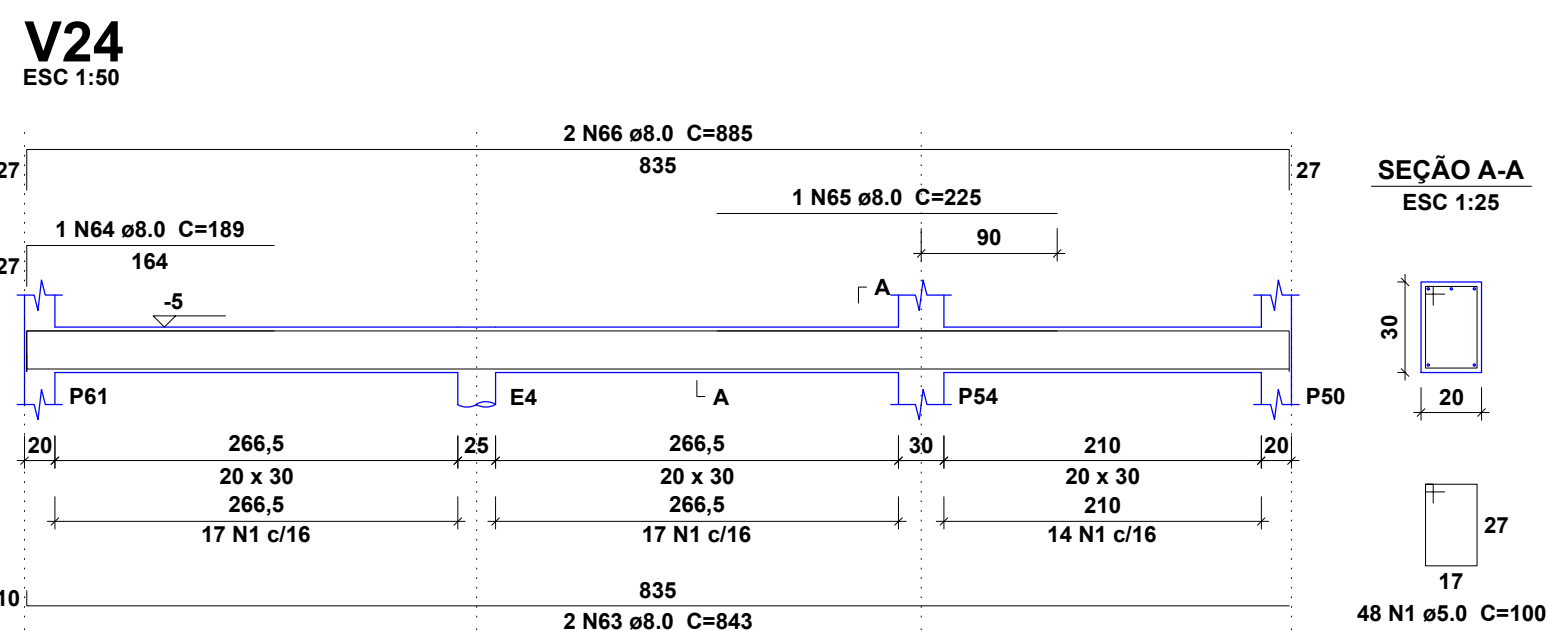 V24
ESC 1:50
2 N66 ø8.0 C=885
27
835
27
SEÇÃO A-A
ESC 1:25
1 N65 ø8.0 C=225
1 N64 ø8.0 C=189
90
27
164
A
-5
30
P61
E4
A
P54
P50
20
20
266,5
25
266,5
30
210
20
20 x 30
20 x 30
20 x 30
266,5
266,5
210
17 N1 c/16
17 N1 c/16
14 N1 c/16
27
17
10
835
48 N1 ø5.0 C=100
2 N63 ø8.0 C=843